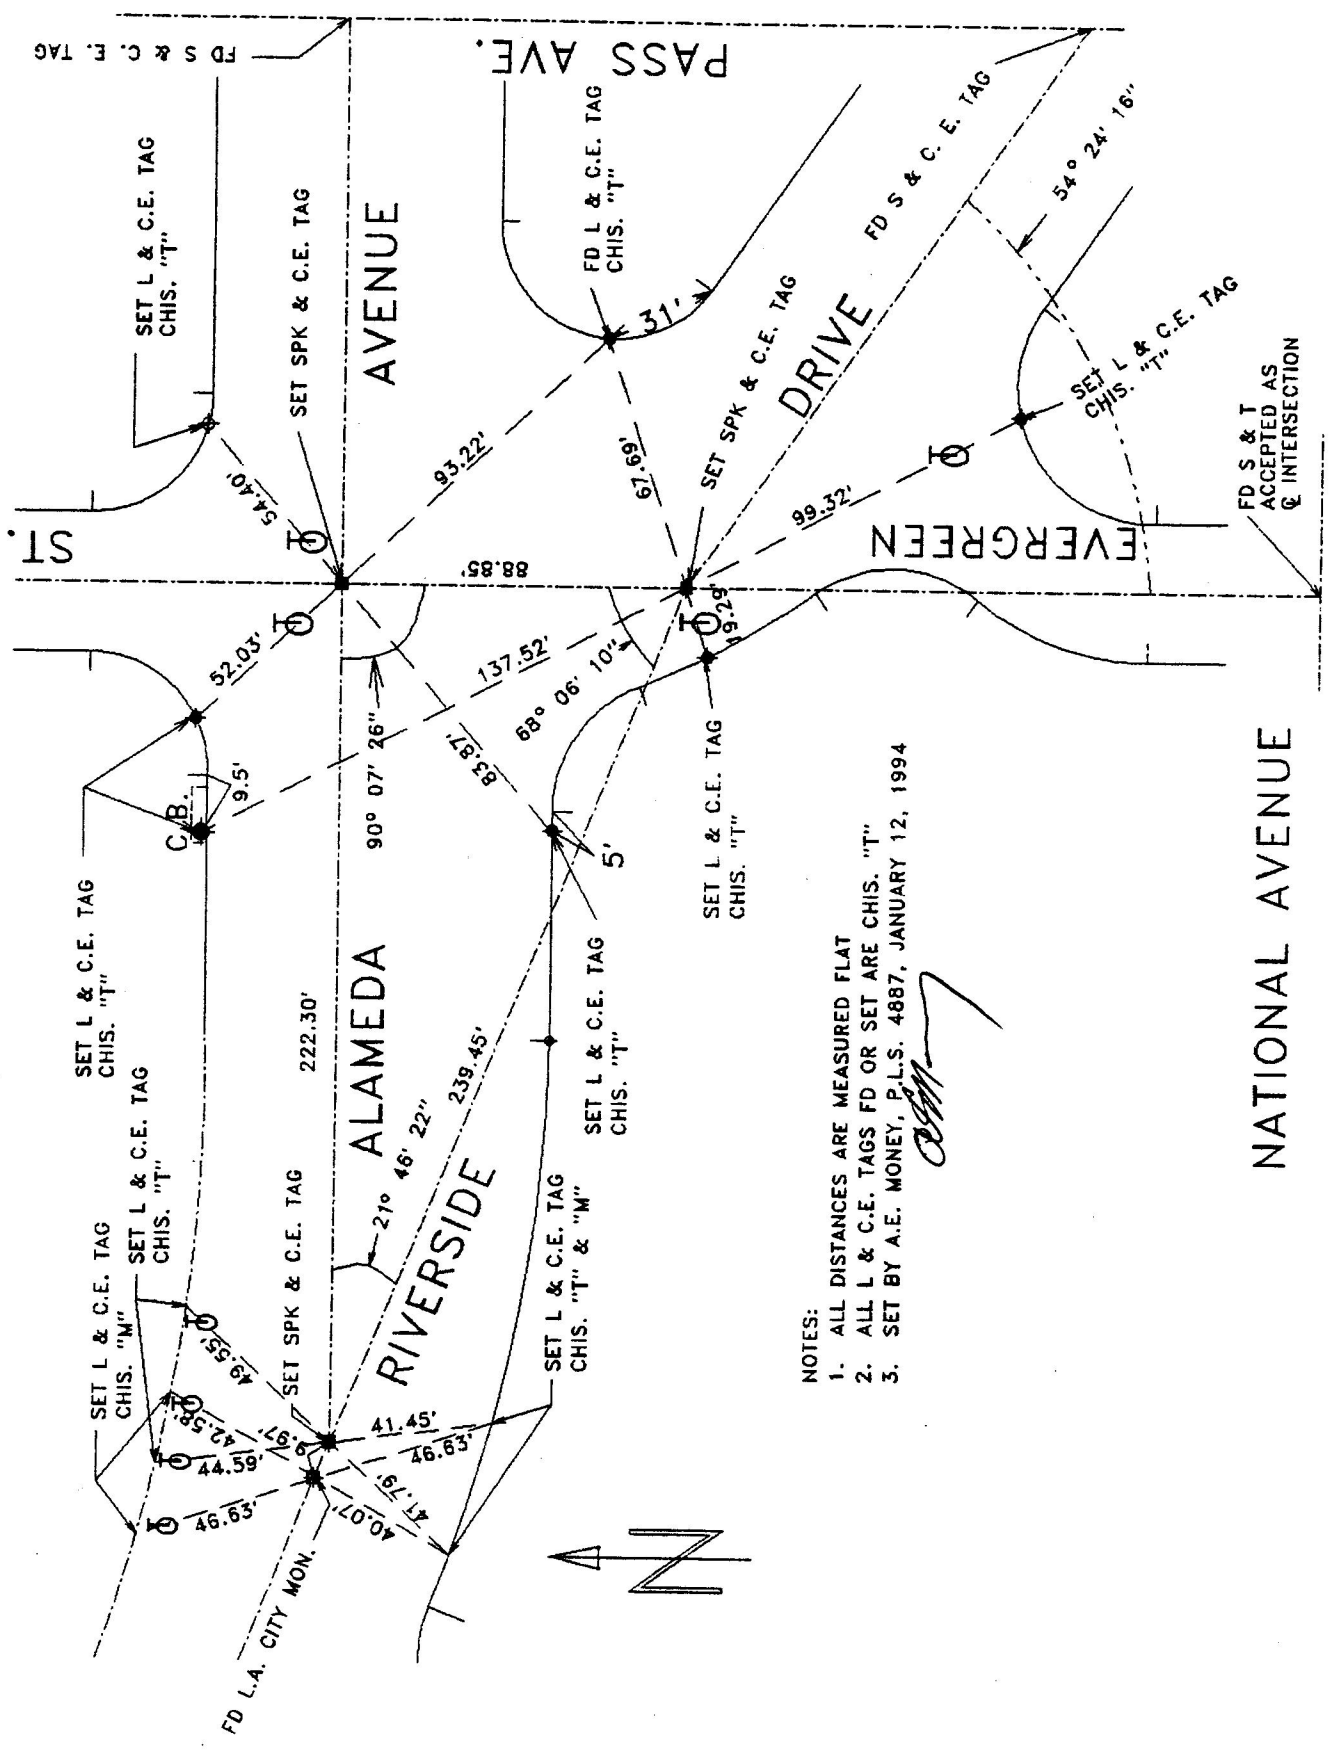 FD S & C. E. TAG
PASS AVE.
SET L & C.E. TAG
CHIS. "T"
SET SPK & C.E. TAG
AVENUE
FD L & C.E. TAG
CHIS. "T"
31'
FD S & C. E. TAG
54° 24' 16"
SET SPK & C.E. TAG
DRIVE
SET L & C.E. TAG
CHIS. "T"
FD S & T
ACCEPTED AS
℄ INTERSECTION
ST.
54.40'
93.22'
67.69'
99.32'
88.85'
EVERGREEN
52.03'
137.52'
19.29'
90° 07' 26"
83.87'
68° 06' 10"
C.B.
9.5'
5'
SET L & C.E. TAG
CHIS. "T"
SET L & C.E. TAG
CHIS. "T"
222.30'
ALAMEDA
239.45'
SET L & C.E. TAG
CHIS. "T"
SET L & C.E. TAG
CHIS. "T"
21° 46' 22"
RIVERSIDE
SET L & C.E. TAG
CHIS. "M"
SET SPK & C.E. TAG
SET L & C.E. TAG
CHIS. "T" & "M"
49.55'
42.58'
9.97'
44.59'
46.63'
41.45'
46.63'
41.79'
40.07'
FD L.A. CITY MON.
N
NOTES:
1. ALL DISTANCES ARE MEASURED FLAT
2. ALL L & C.E. TAGS FD OR SET ARE CHIS. "T"
3. SET BY A.E. MONEY, P.L.S. 4887, JANUARY 12, 1994
NATIONAL AVENUE